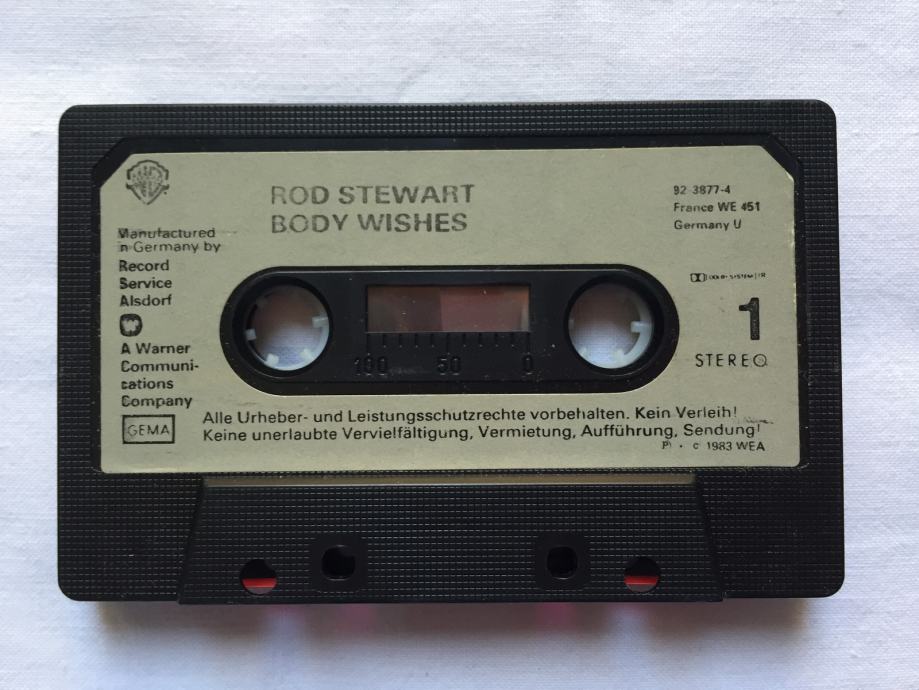 ROD STEWART
BODY WISHES
92-3877-4
France WE 451
Germany U
Manufactured
in Germany by
Record
Service
Alsdorf
A Warner
Communi-
cations
Company
GEMA
DOLBY SYSTEM
1
STEREO
100 50 0
Alle Urheber- und Leistungsschutzrechte vorbehalten. Kein Verleih!
Keine unerlaubte Vervielfältigung, Vermietung, Aufführung, Sendung!
P · c 1983 WEA